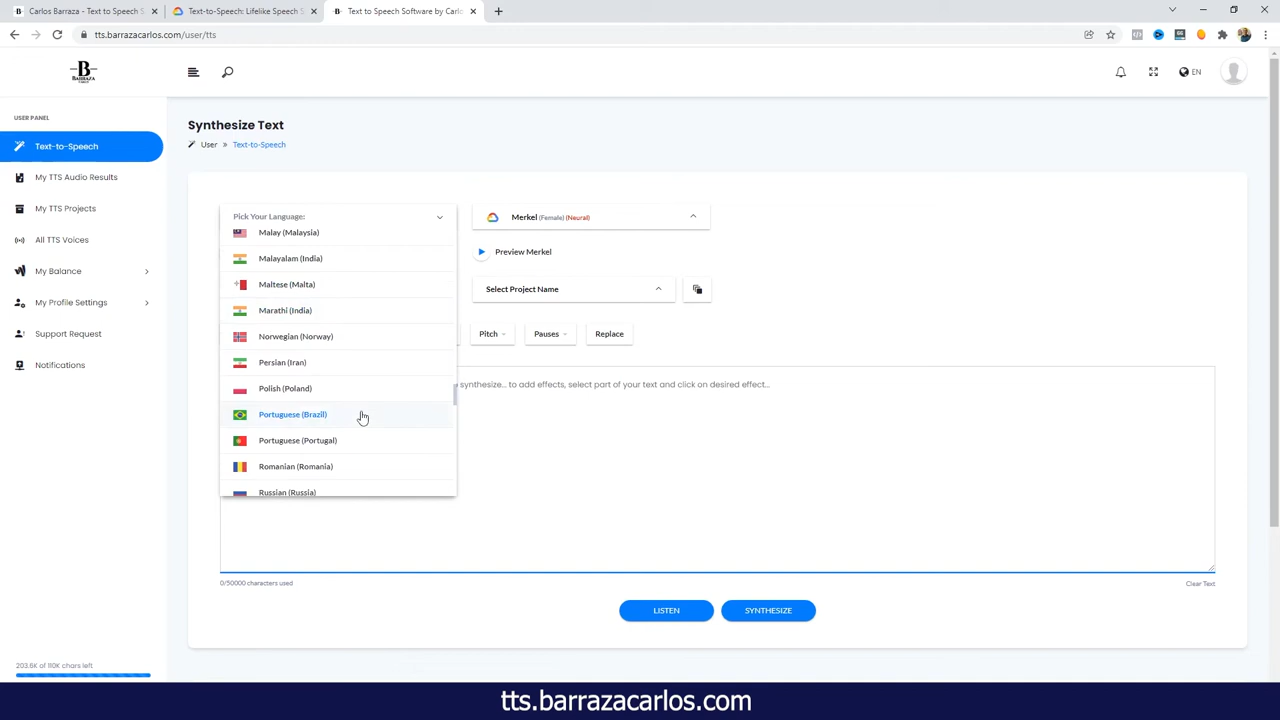 Carlos Barraza - Text to Speech S
Text-to-Speech: Lifelike Speech S
Text to Speech Software by Carlo
tts.barrazacarlos.com/user/tts
B
BARRAZA
EN
USER PANEL
Text-to-Speech
My TTS Audio Results
My TTS Projects
All TTS Voices
My Balance
My Profile Settings
Support Request
Notifications
203.8K of 110K chars left
Synthesize Text
User » Text-to-Speech
Pick Your Language:
Malay (Malaysia)
Malayalam (India)
Maltese (Malta)
Marathi (India)
Norwegian (Norway)
Persian (Iran)
Polish (Poland)
Portuguese (Brazil)
Portuguese (Portugal)
Romanian (Romania)
Russian (Russia)
Merkel (Female) (Neural)
Preview Merkel
Select Project Name
Pitch
Pauses
Replace
synthesize... to add effects, select part of your text and click on desired effect...
0/50000 characters used
Clear Text
LISTEN
SYNTHESIZE
tts.barrazacarlos.com